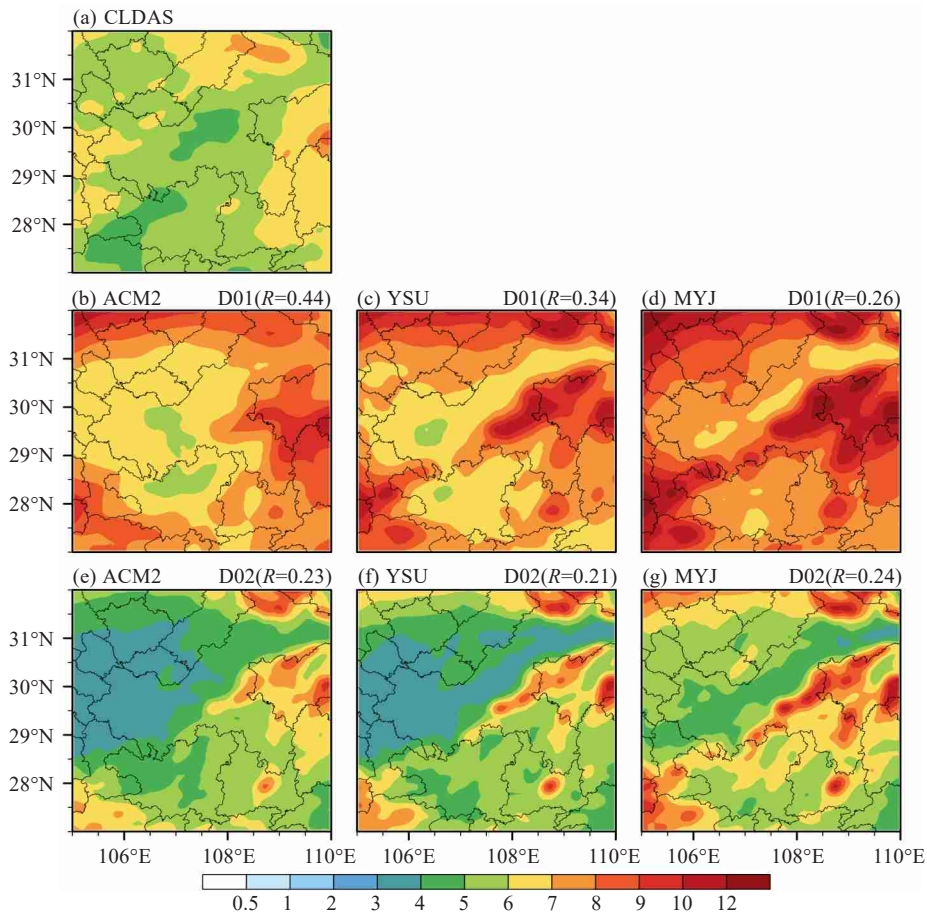 (a) CLDAS
31°N
30°N
29°N
28°N
(b) ACM2 D01(R=0.44) (c) YSU D01(R=0.34) (d) MYJ D01(R=0.26)
31°N
30°N
29°N
28°N
(e) ACM2 D02(R=0.23) (f) YSU D02(R=0.21) (g) MYJ D02(R=0.24)
31°N
30°N
29°N
28°N
106°E 108°E 110°E 106°E 108°E 110°E 106°E 108°E 110°E
0.5 1 2 3 4 5 6 7 8 9 10 12